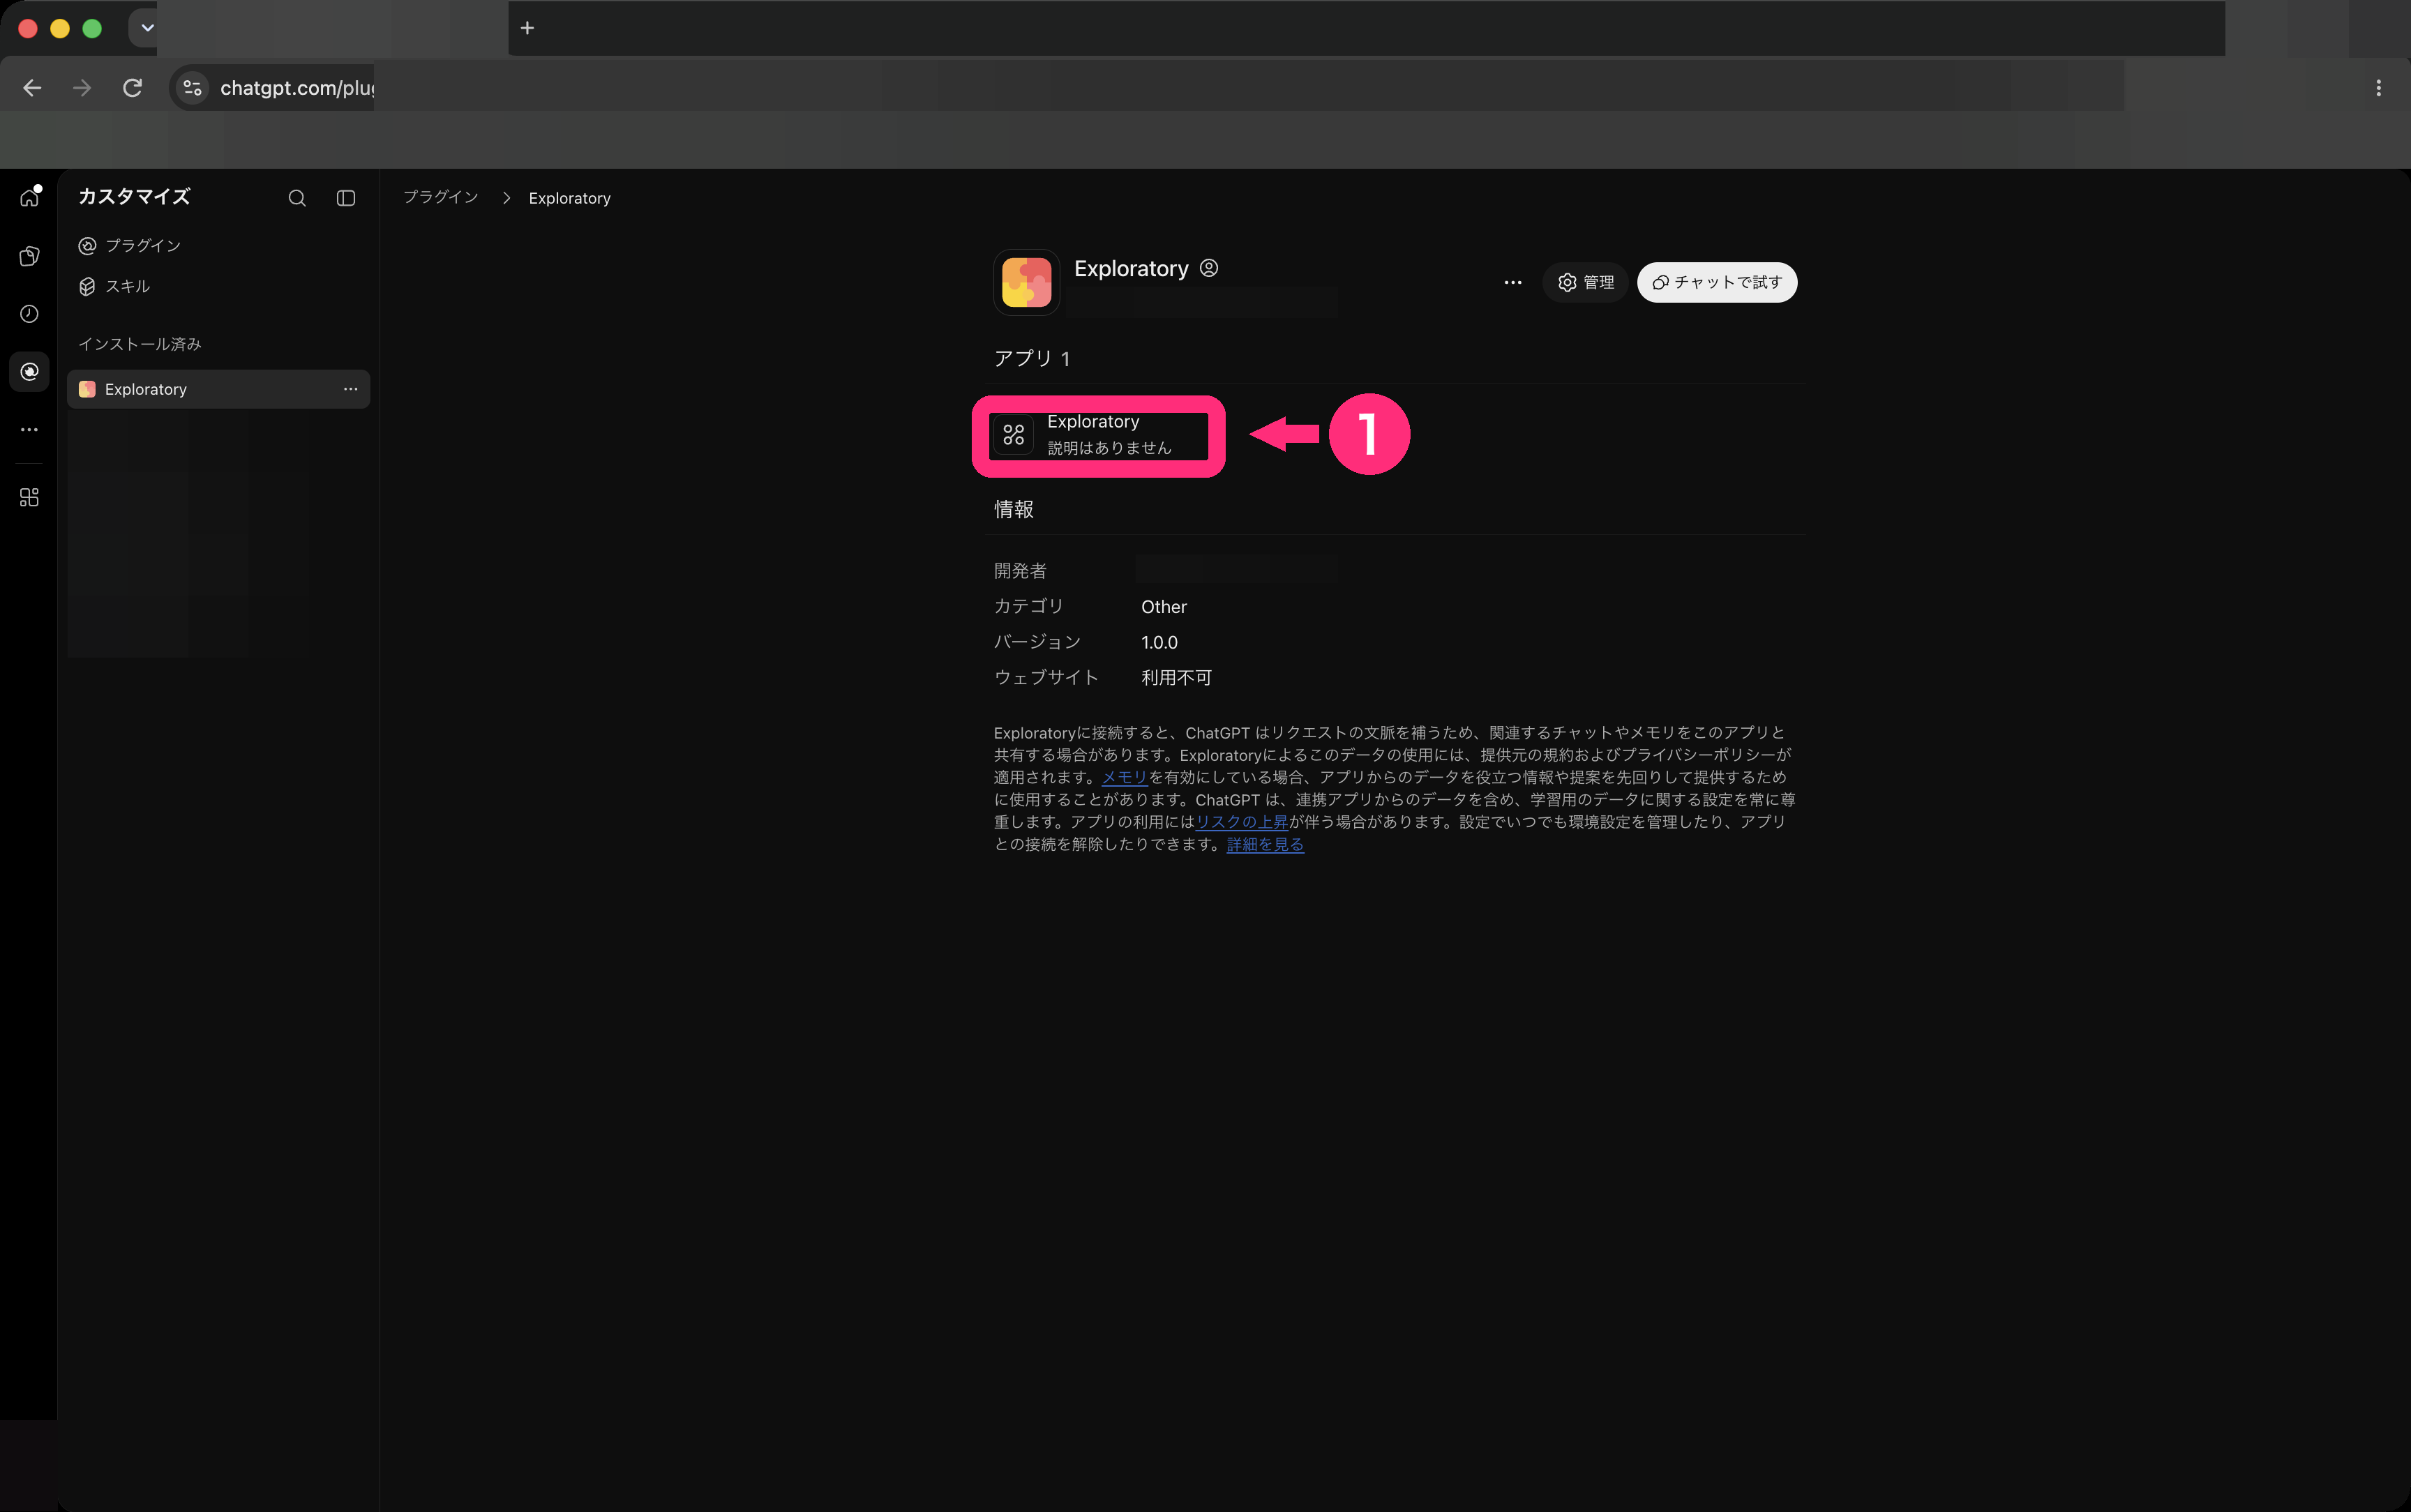 chatgpt.com/plug
カスタマイズ
プラグイン
スキル
インストール済み
Exploratory
プラグイン > Exploratory
Exploratory
管理
チャットで試す
アプリ 1
Exploratory
説明はありません
1
情報
開発者
カテゴリ Other
バージョン 1.0.0
ウェブサイト 利用不可
Exploratoryに接続すると、ChatGPT はリクエストの文脈を補うため、関連するチャットやメモリをこのアプリと
共有する場合があります。Exploratoryによるこのデータの使用には、提供元の規約およびプライバシーポリシーが
適用されます。メモリを有効にしている場合、アプリからのデータを役立つ情報や提案を先回りして提供するため
に使用することがあります。ChatGPT は、連携アプリからのデータを含め、学習用のデータに関する設定を常に尊
重します。アプリの利用にはリスクの上昇が伴う場合があります。設定でいつでも環境設定を管理したり、アプリ
との接続を解除したりできます。詳細を見る